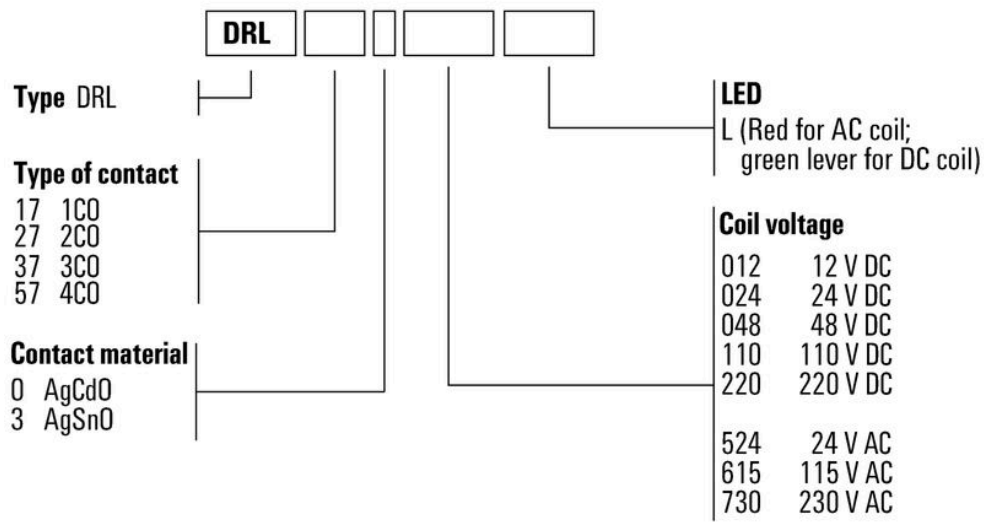 DRL
Type DRL
Type of contact
17 1CO
27 2CO
37 3CO
57 4CO
Contact material
0 AgCdO
3 AgSnO
LED
L (Red for AC coil;
green lever for DC coil)
Coil voltage
012 12 V DC
024 24 V DC
048 48 V DC
110 110 V DC
220 220 V DC
524 24 V AC
615 115 V AC
730 230 V AC